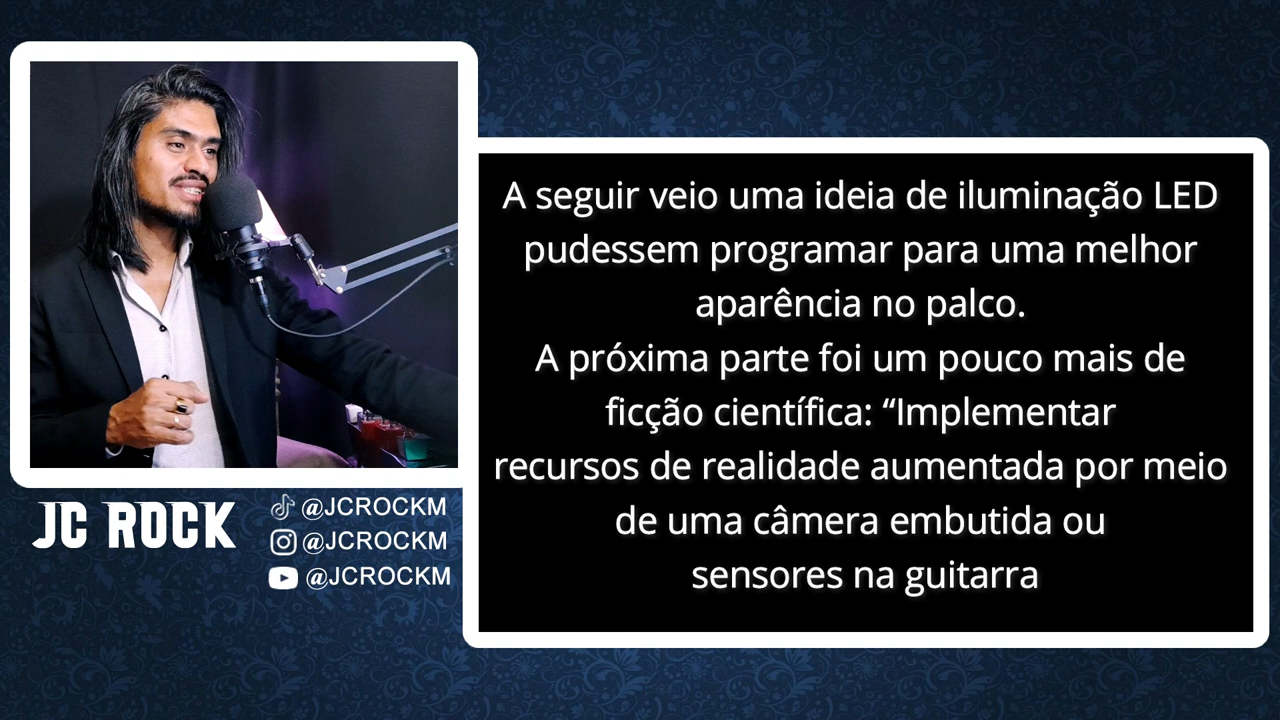 JC ROCK
@JCROCKM
@JCROCKM
@JCROCKM
A seguir veio uma ideia de iluminação LED
pudessem programar para uma melhor
aparência no palco.
A próxima parte foi um pouco mais de
ficção científica: “Implementar
recursos de realidade aumentada por meio
de uma câmera embutida ou
sensores na guitarra